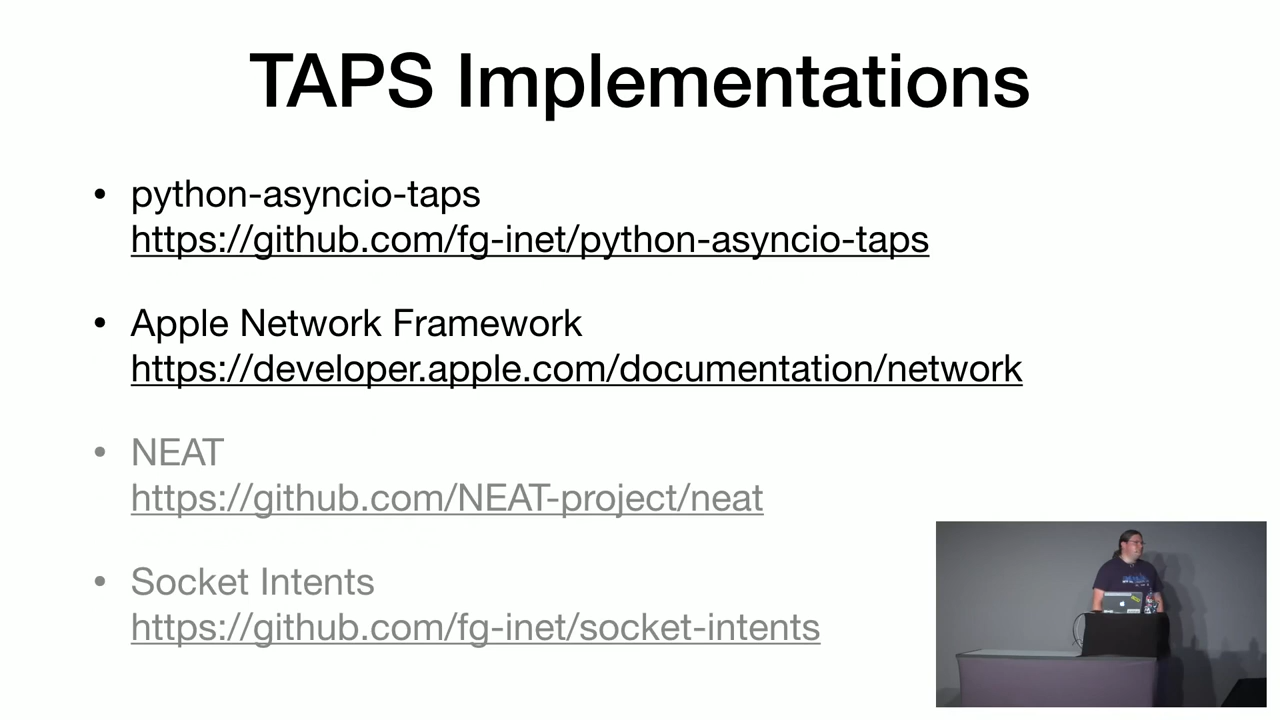 TAPS Implementations
• python-asyncio-taps
https://github.com/fg-inet/python-asyncio-taps
• Apple Network Framework
https://developer.apple.com/documentation/network
• NEAT
https://github.com/NEAT-project/neat
• Socket Intents
https://github.com/fg-inet/socket-intents